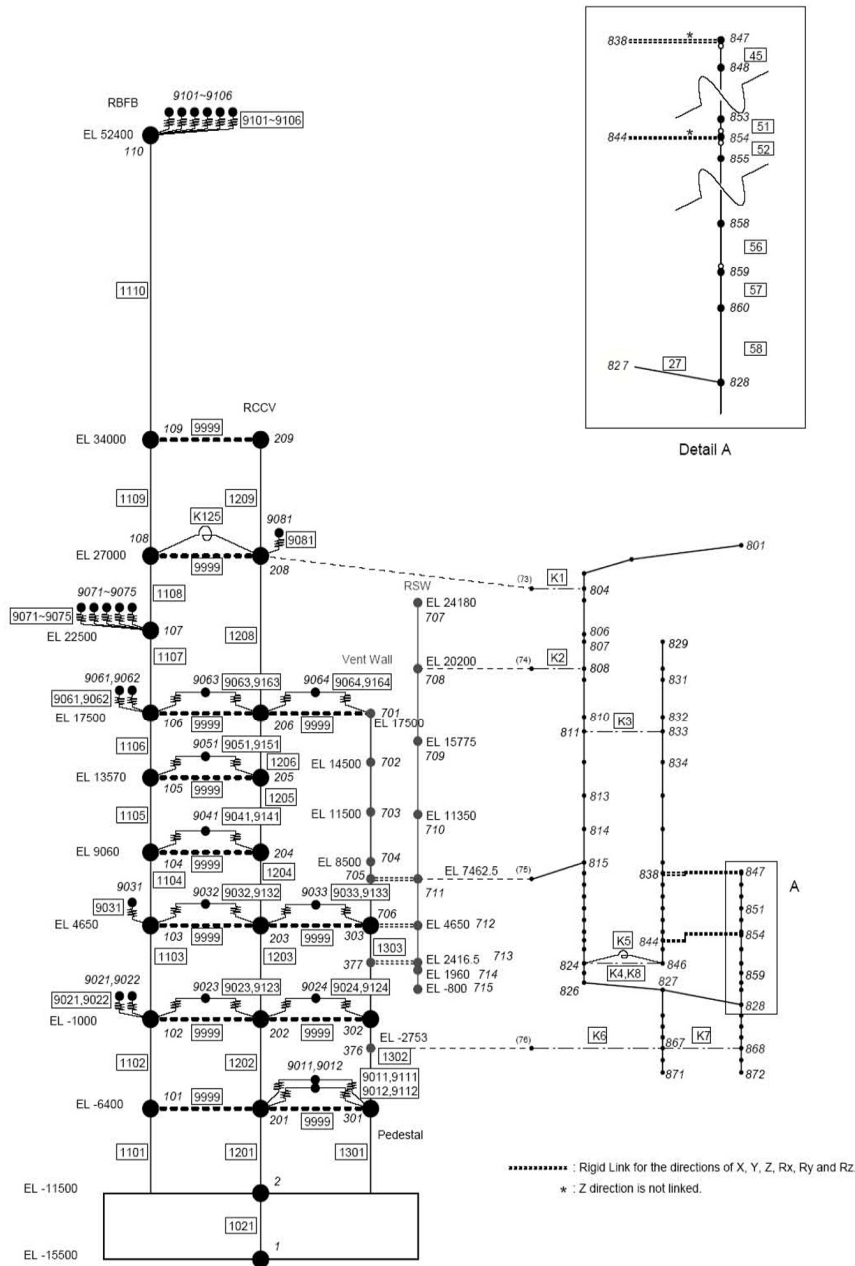 838 * 847
45
848
853
51
844 * 854
52
855
858
56
859
57
860
58
827 27
828
Detail A
RBFB 9101~9106
9101~9106
EL 52400
110
1110
RCCV
EL 34000 109 9999 209
1109 K125 1209
108 9081
9081
EL 27000 9999 208
1108
9071~9075
9071~9075
EL 22500 107
1107 1208
RSW
(73) K1 801
804
EL 24180
707
806
807 829
Vent Wall
EL 20200 (74) K2 808
708 831
9061,9062 9063 9063,9163 9064 9064,9164
9061,9062
EL 17500 106 9999 206 9999 701
EL 17500
810 832
811 K3 833
1106 9051 9051,9151
1206
EL 15775
709
EL 14500 702
834
EL 13570 105 9999 205
1205
1105 9041 9041,9141
EL 11500 703
EL 11350
710
813
814
EL 9060 104 9999 204
1104 1204
EL 8500 704
705
EL 7462.5 (75) 815
711
838 847
A
9031 9032 9032,9132 9033 9033,9133
9031
706
EL 4650 103 9999 203 9999 303
EL 4650 712
851
844 854
1103 1203 1303
K5
377 EL 2416.5 713
824 K4,K8 846
EL 1960 714
859
EL -800 715
826 827
828
9021,9022 9023 9023,9123 9024 9024,9124
9021,9022
EL -1000 102 9999 202 9999 302
EL -2753
376 (76) K6 867 K7 868
1102 1202 1302
871 872
9011,9012 9011,9111
9012,9112
EL -6400 101 9999 201 9999 301
Pedestal
1101 1201 1301
: Rigid Link for the directions of X, Y, Z, Rx, Ry and Rz.
* : Z direction is not linked.
EL -11500 2
1021
EL -15500 1